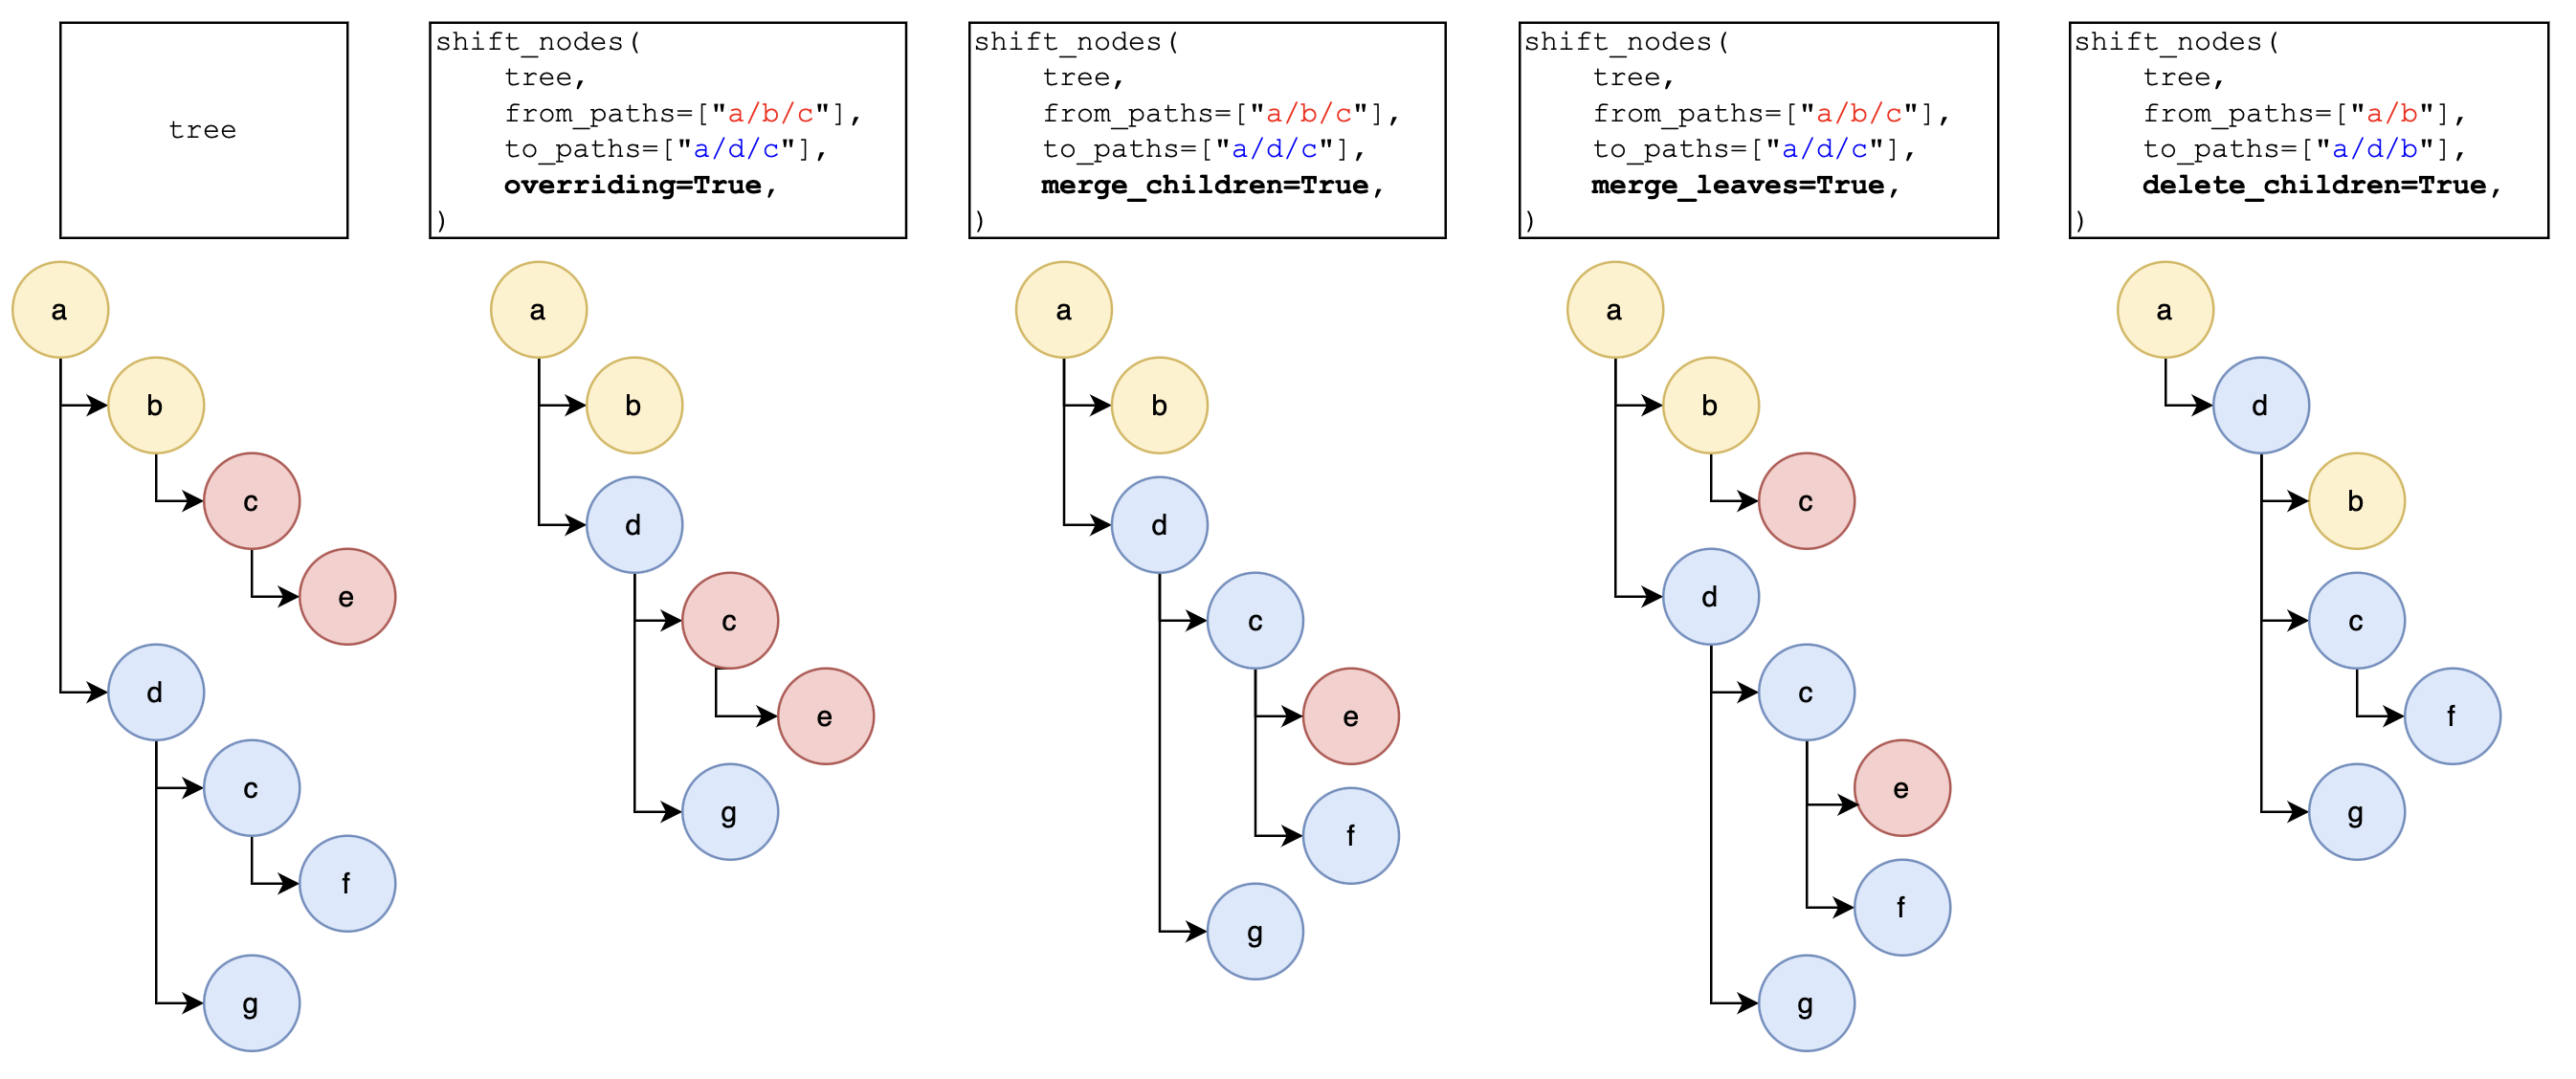 tree
shift_nodes(
    tree,
    from_paths=["a/b/c"],
    to_paths=["a/d/c"],
    overriding=True,
)
shift_nodes(
    tree,
    from_paths=["a/b/c"],
    to_paths=["a/d/c"],
    merge_children=True,
)
shift_nodes(
    tree,
    from_paths=["a/b/c"],
    to_paths=["a/d/c"],
    merge_leaves=True,
)
shift_nodes(
    tree,
    from_paths=["a/b"],
    to_paths=["a/d/b"],
    delete_children=True,
)
a
b
c
e
d
c
f
g
a
b
d
c
e
g
a
b
d
c
e
f
g
a
b
c
d
c
e
f
g
a
d
b
c
f
g